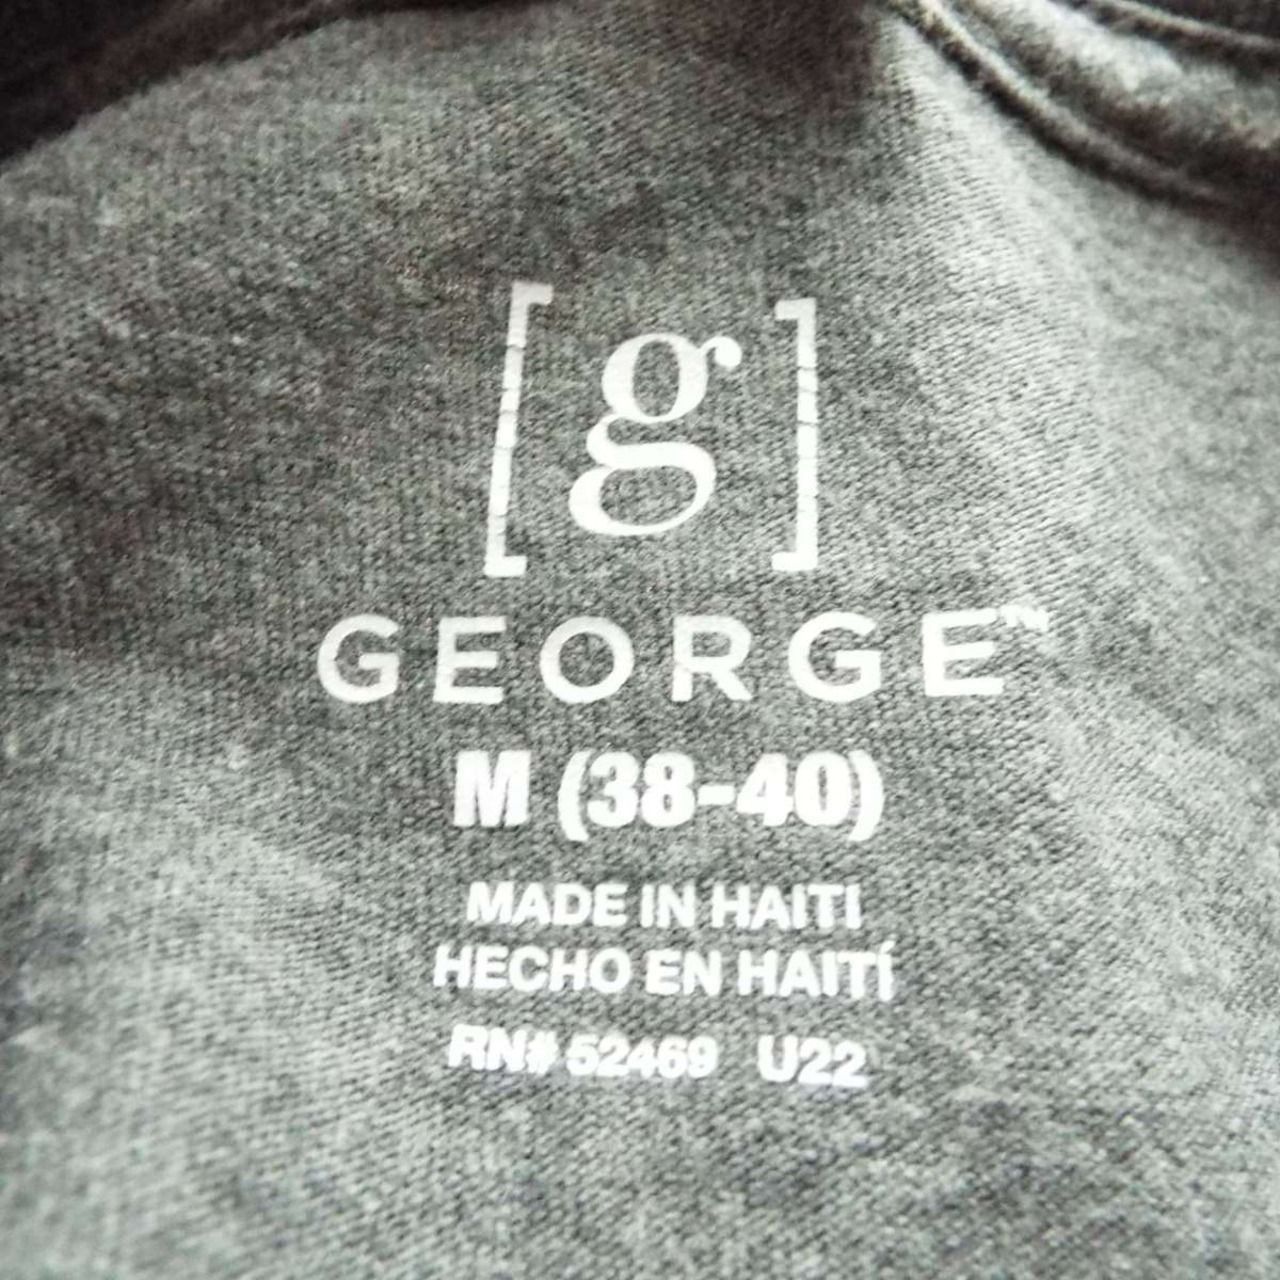 [g]
GEORGE™
M (38-40)
MADE IN HAITI
HECHO EN HAITÍ
RN# 52469 U22